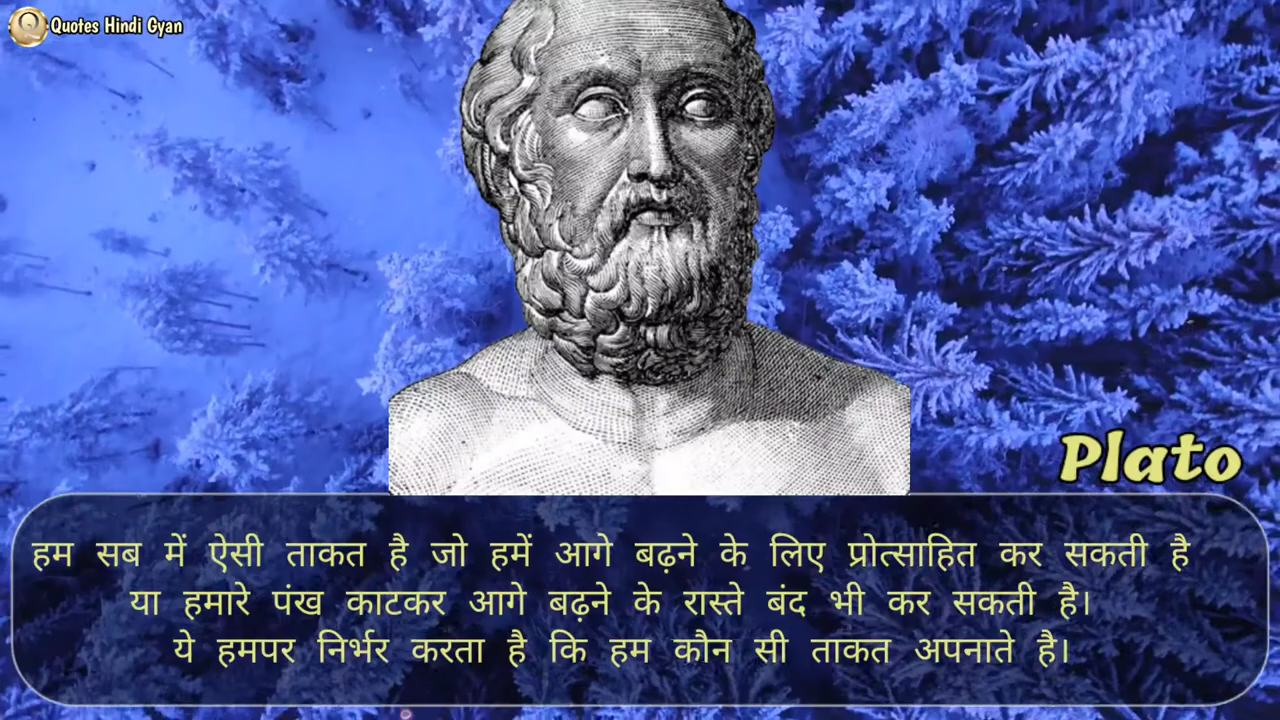 Quotes Hindi Gyan
Plato
हम सब में ऐसी ताकत है जो हमें आगे बढ़ने के लिए प्रोत्साहित कर सकती है
या हमारे पंख काटकर आगे बढ़ने के रास्ते बंद भी कर सकती है।
ये हमपर निर्भर करता है कि हम कौन सी ताकत अपनाते है।